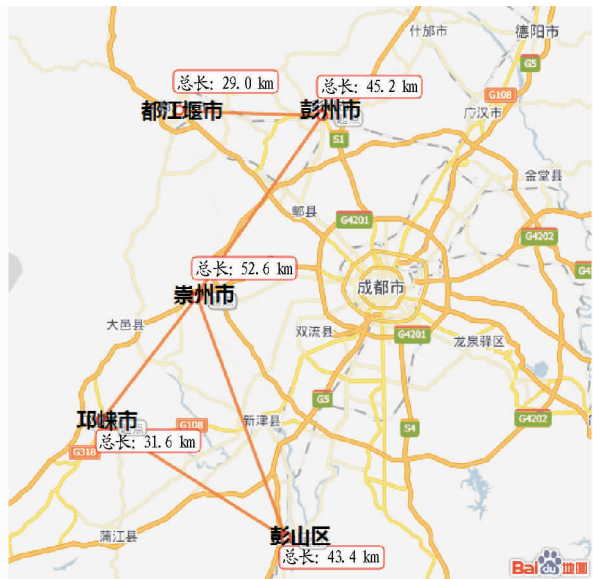 什邡市
德阳市
G5
总长: 29.0 km
总长: 45.2 km
G108
都江堰市
彭州市
广汉市
S1
金堂县
郫县
G4201
G4202
总长: 52.6 km
G42
崇州市
成都市
大邑县
双流县
G4201
龙泉驿区
G5
邛崃市
新津县
G108
G4202
S4
总长: 31.6 km
G318
蒲江县
彭山区
总长: 43.4 km
Bai du 地图